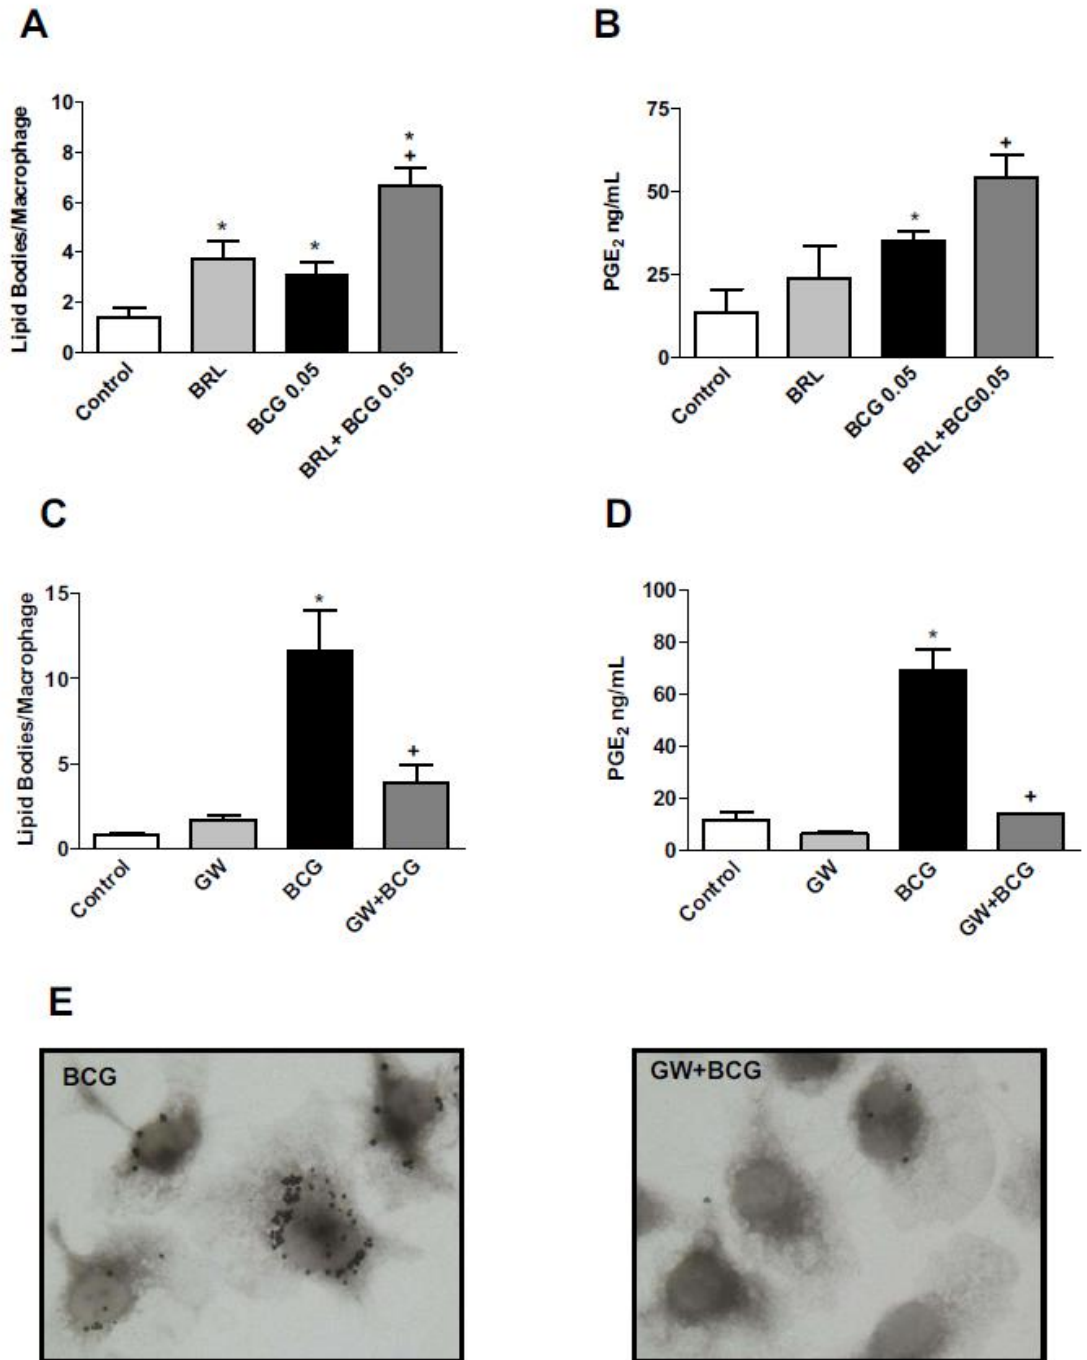 A
Lipid Bodies/Macrophage
10
8
6
4
2
0
*
*
*
+
Control
BRL
BCG 0.05
BRL+ BCG 0.05
B
PGE2 ng/mL
75
50
25
0
*
+
Control
BRL
BCG 0.05
BRL+BCG0.05
C
Lipid Bodies/Macrophage
15
10
5
0
*
+
Control
GW
BCG
GW+BCG
D
PGE2 ng/mL
100
80
60
40
20
0
*
+
Control
GW
BCG
GW+BCG
E
BCG
GW+BCG